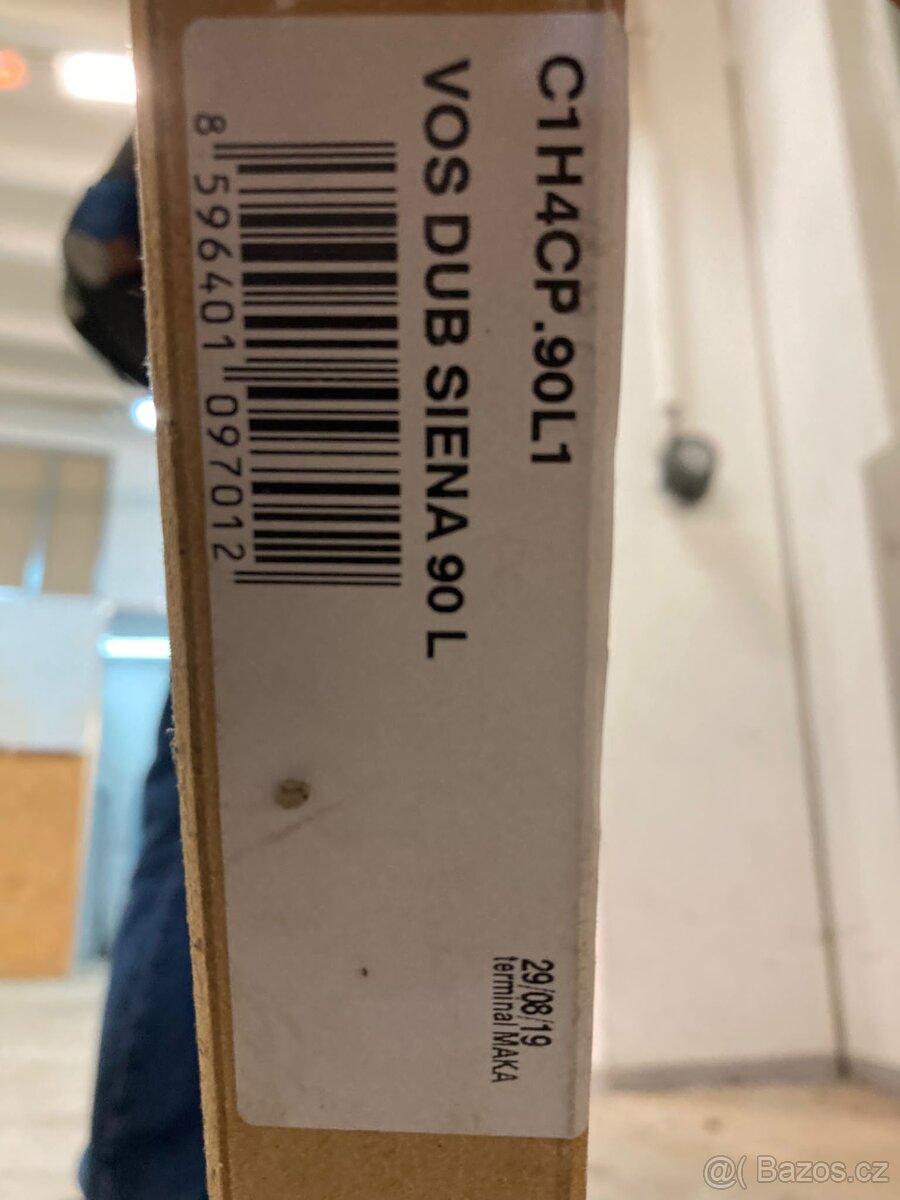 C1H4CP.90L1
VOS DUB SIENA 90 L
8 596401 097012
29/08/19
terminal MAKA
@( Bazos.cz